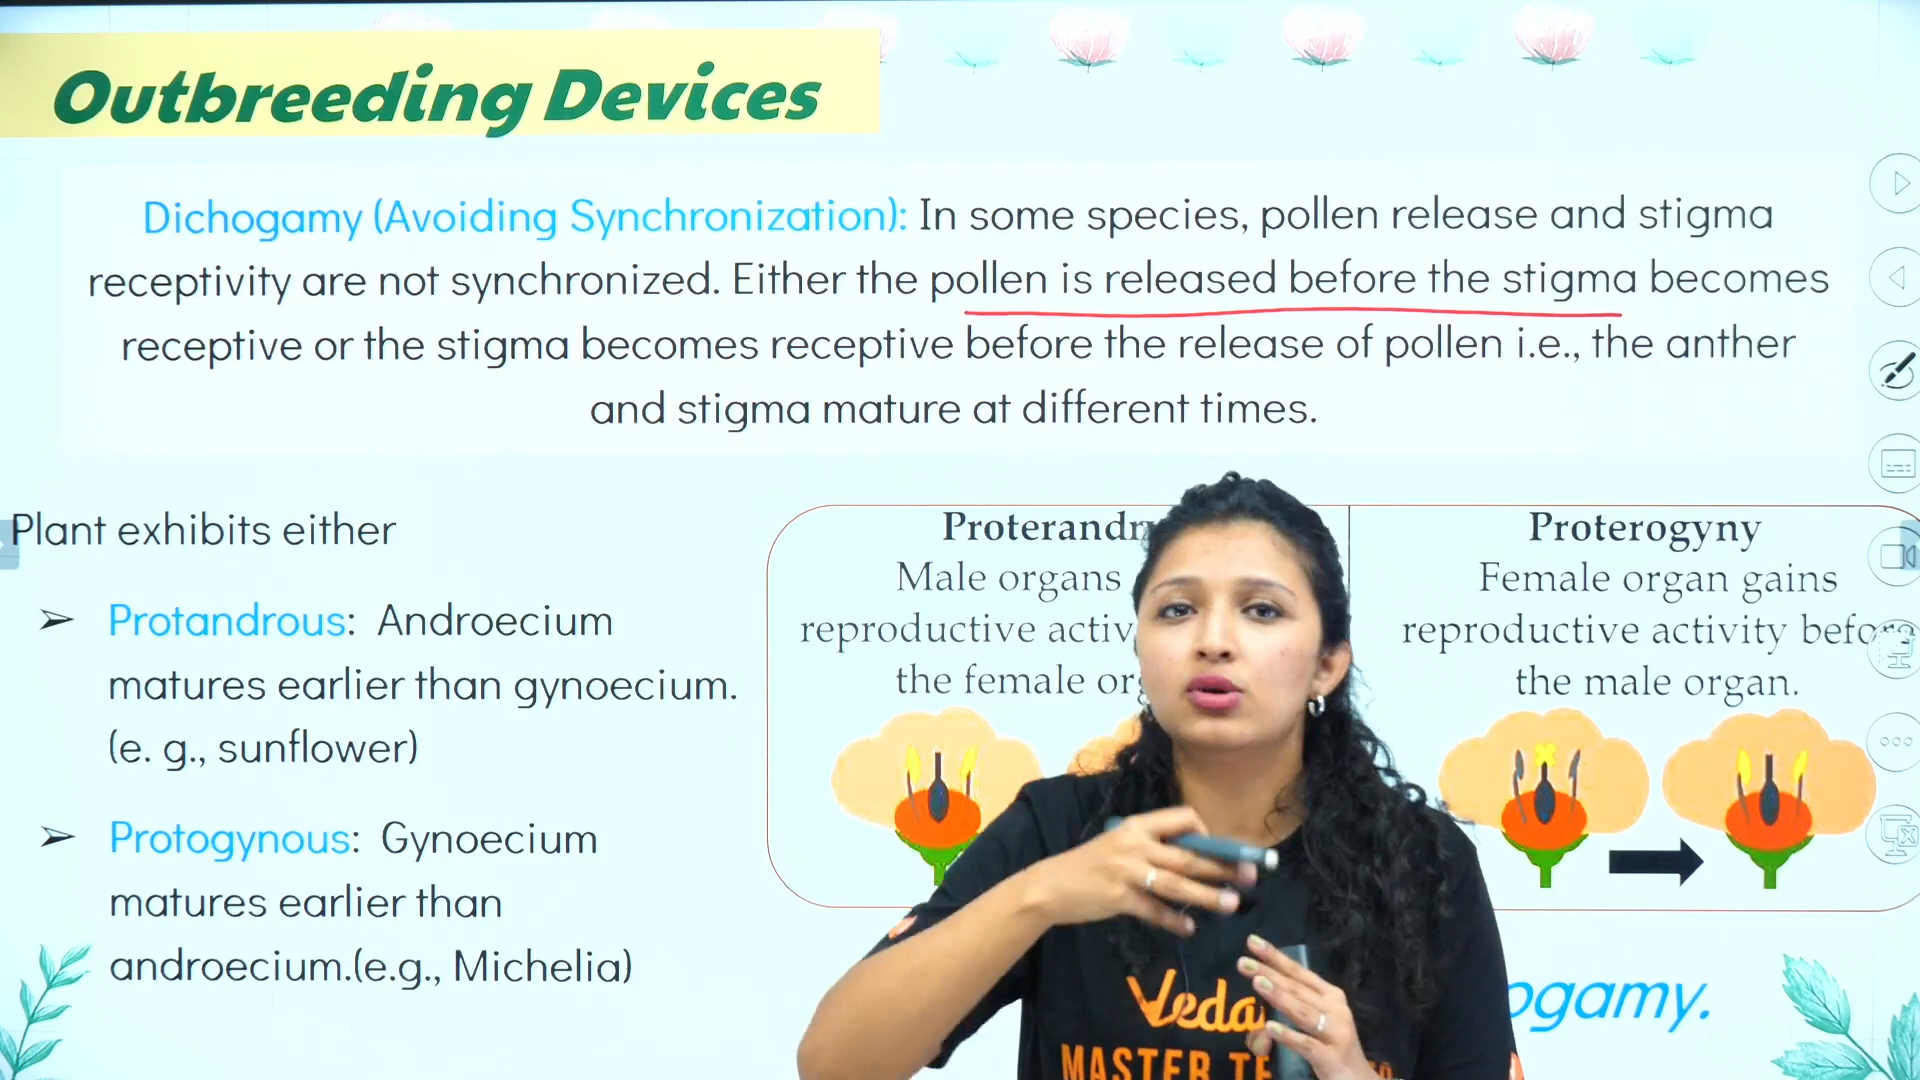 Outbreeding Devices
Dichogamy (Avoiding Synchronization): In some species, pollen release and stigma
receptivity are not synchronized. Either the pollen is released before the stigma becomes
receptive or the stigma becomes receptive before the release of pollen i.e., the anther
and stigma mature at different times.
Plant exhibits either
➢ Protandrous: Androecium
matures earlier than gynoecium.
(e. g., sunflower)
➢ Protogynous: Gynoecium
matures earlier than
androecium.(e.g., Michelia)
Male organs
reproductive
the female
Proterogyny
Female organ gains
reproductive activity before
the male organ.
MASTER